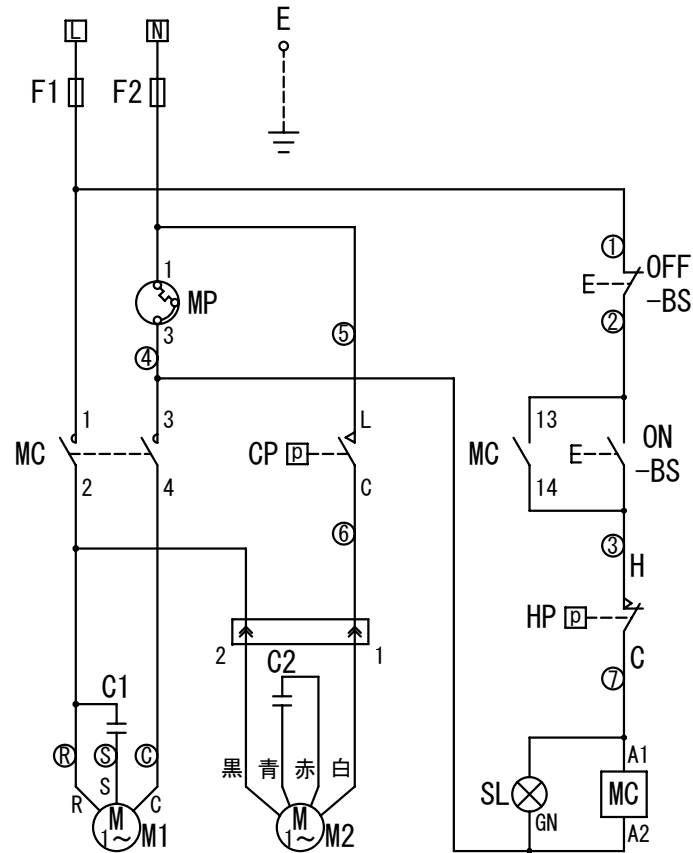 L N E
F1 F2
1
MP
3
④
⑤
①
OFF
E -BS
②
1 3 L
MC CP p
2 4 C
13
MC E ON
-BS
14
⑥
③
H
HP p
C
⑦
2 1
C1 C2
Ⓡ Ⓢ Ⓒ
黒 青 赤 白
R S C
M
1~ M1
M
1~ M2
A1
SL MC
GN
A2